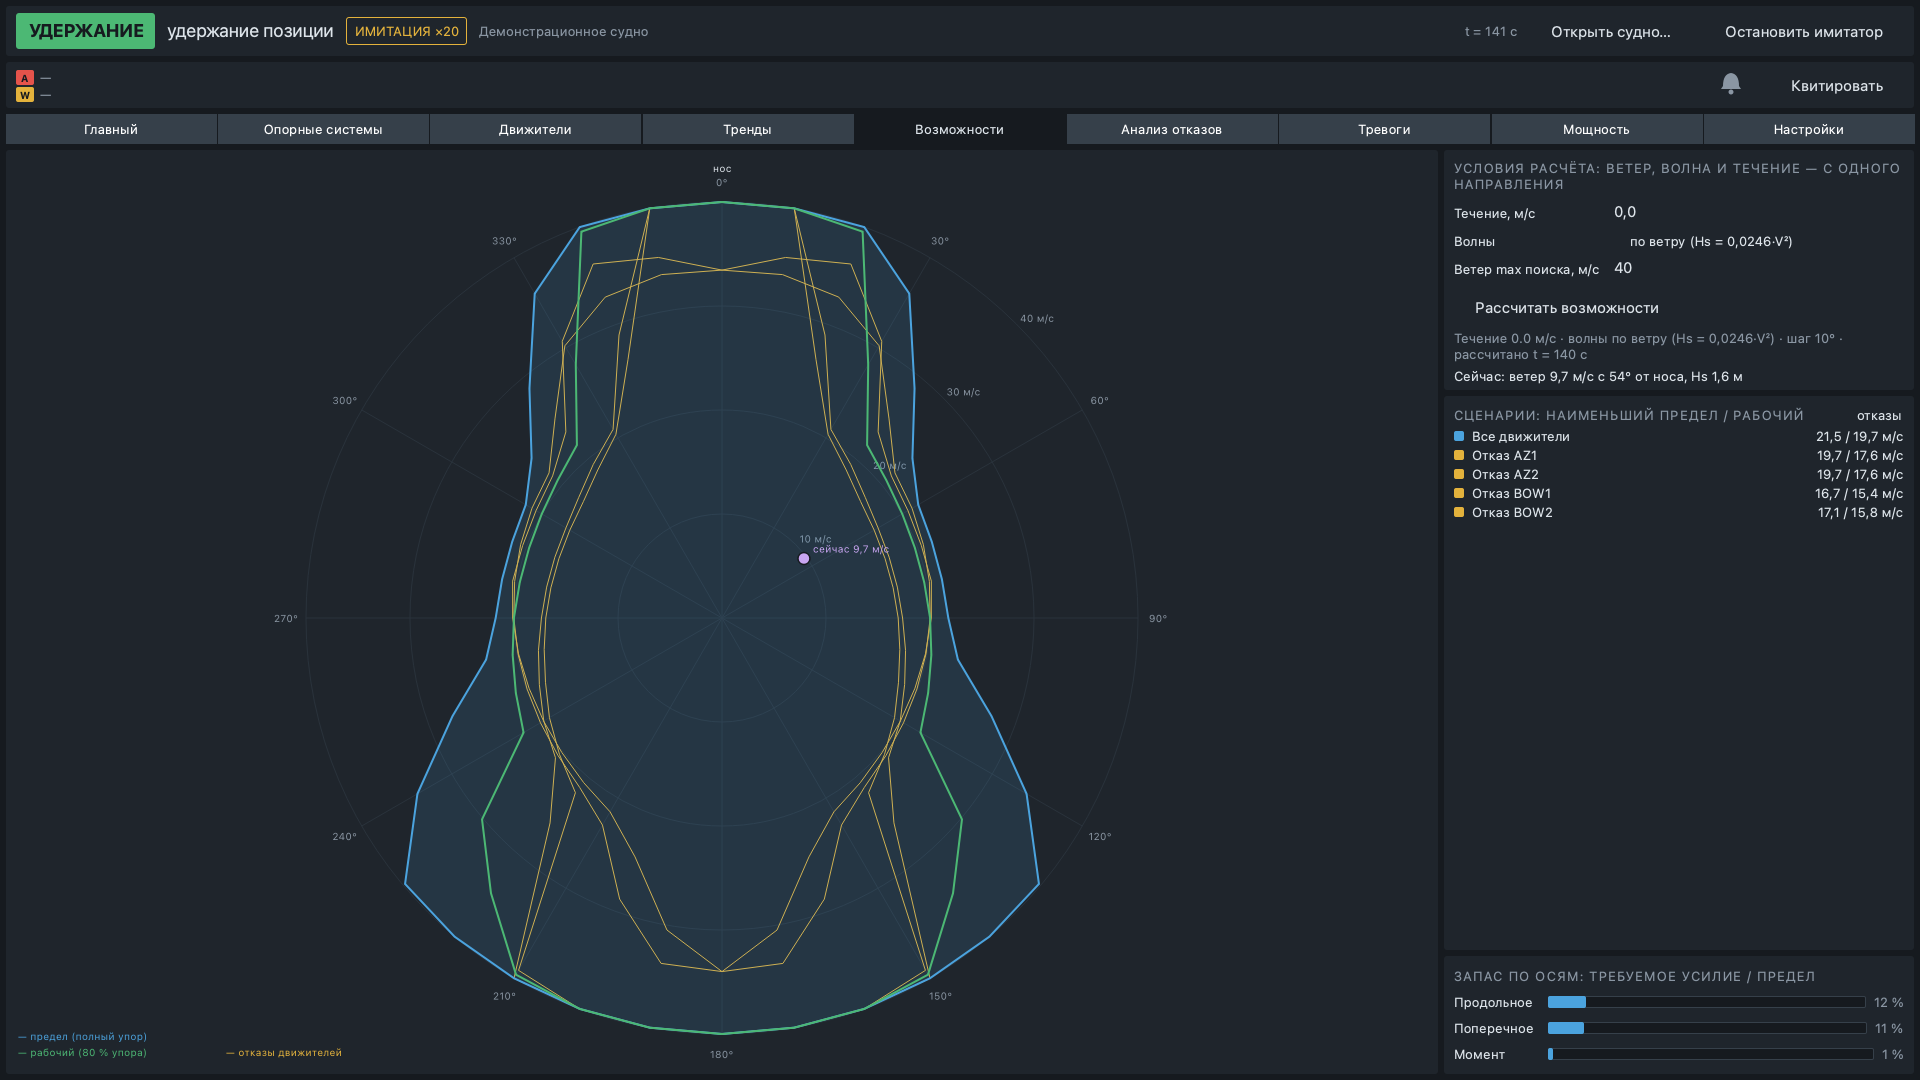 УДЕРЖАНИЕ удержание позиции ИМИТАЦИЯ ×20 Демонстрационное судно t = 141 с Открыть судно... Остановить имитатор
A —
W —
Квитировать
Главный Опорные системы Движители Тренды Возможности Анализ отказов Тревоги Мощность Настройки
нос
0°
330° 30°
40 м/с
30 м/с
300° 60°
20 м/с
10 м/с
сейчас 9,7 м/с
270° 90°
240° 120°
210° 150°
180°
— предел (полный упор)
— рабочий (80 % упора) — отказы движителей
УСЛОВИЯ РАСЧЁТА: ВЕТЕР, ВОЛНА И ТЕЧЕНИЕ — С ОДНОГО
НАПРАВЛЕНИЯ
Течение, м/с 0,0
Волны по ветру (Hs = 0,0246·V²)
Ветер max поиска, м/с 40
Рассчитать возможности
Течение 0.0 м/с · волны по ветру (Hs = 0,0246·V²) · шаг 10° ·
рассчитано t = 140 с
Сейчас: ветер 9,7 м/с с 54° от носа, Hs 1,6 м
СЦЕНАРИИ: НАИМЕНЬШИЙ ПРЕДЕЛ / РАБОЧИЙ отказы
Все движители 21,5 / 19,7 м/с
Отказ AZ1 19,7 / 17,6 м/с
Отказ AZ2 19,7 / 17,6 м/с
Отказ BOW1 16,7 / 15,4 м/с
Отказ BOW2 17,1 / 15,8 м/с
ЗАПАС ПО ОСЯМ: ТРЕБУЕМОЕ УСИЛИЕ / ПРЕДЕЛ
Продольное 12 %
Поперечное 11 %
Момент 1 %